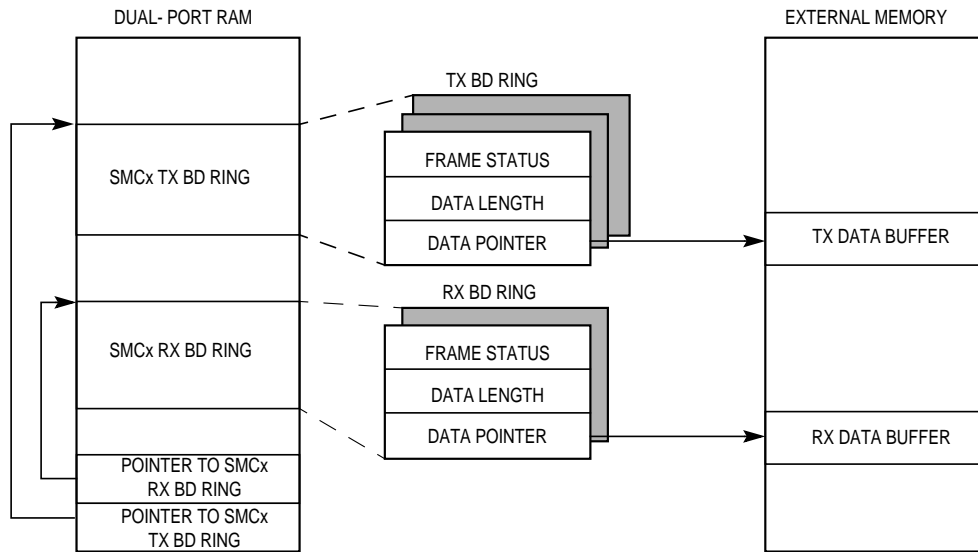 DUAL- PORT RAM
EXTERNAL MEMORY
TX BD RING
FRAME STATUS
SMCx TX BD RING
DATA LENGTH
DATA POINTER
TX DATA BUFFER
RX BD RING
SMCx RX BD RING
FRAME STATUS
DATA LENGTH
DATA POINTER
RX DATA BUFFER
POINTER TO SMCx
RX BD RING
POINTER TO SMCx
TX BD RING